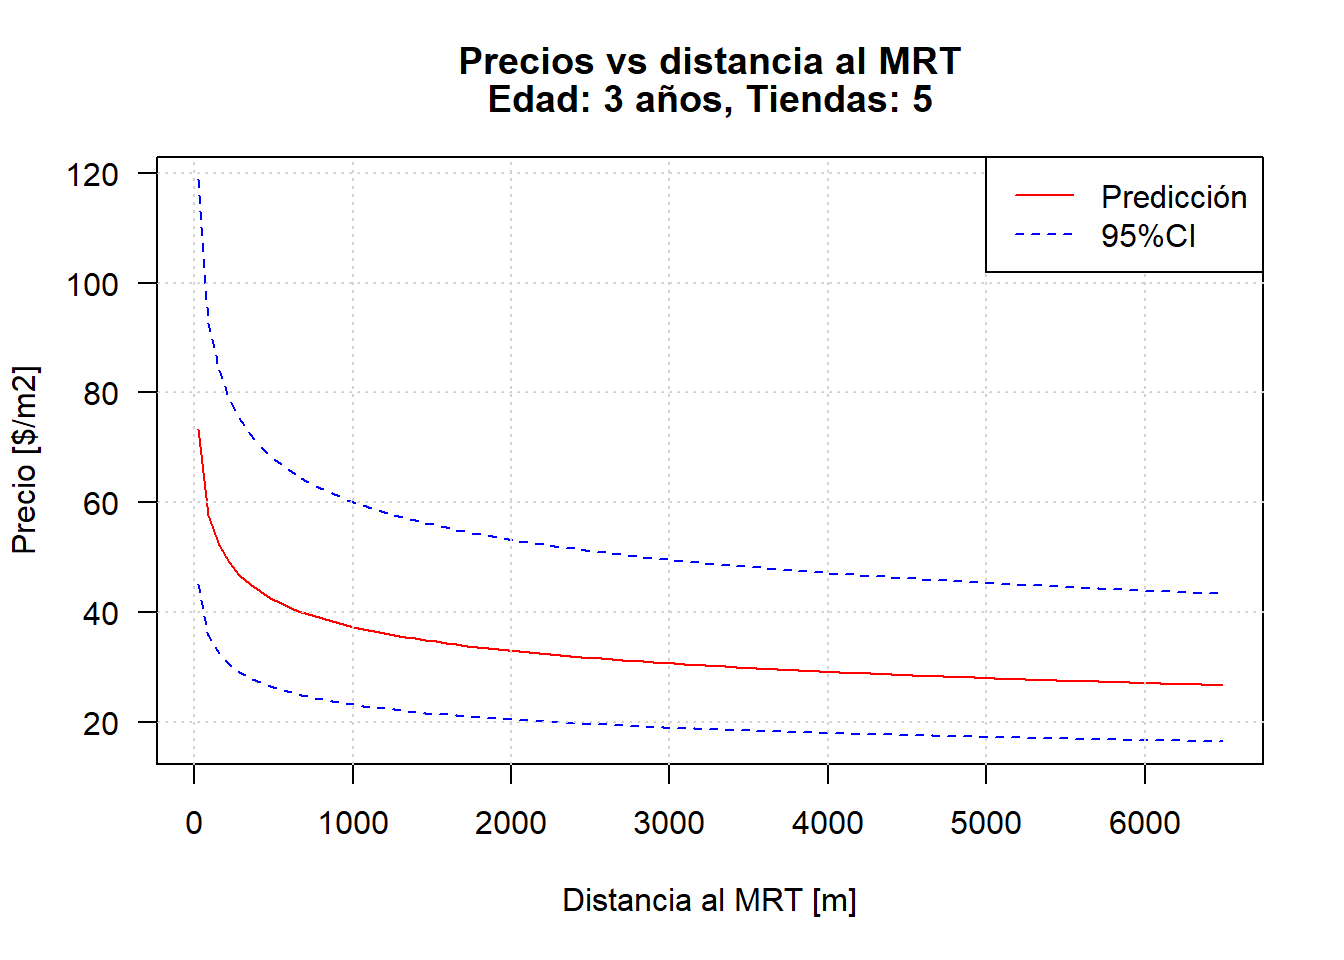 Precios vs distancia al MRT
Edad: 3 años, Tiendas: 5
Predicción
95%CI
120
100
80
60
40
20
Precio [$/m2]
0 1000 2000 3000 4000 5000 6000
Distancia al MRT [m]